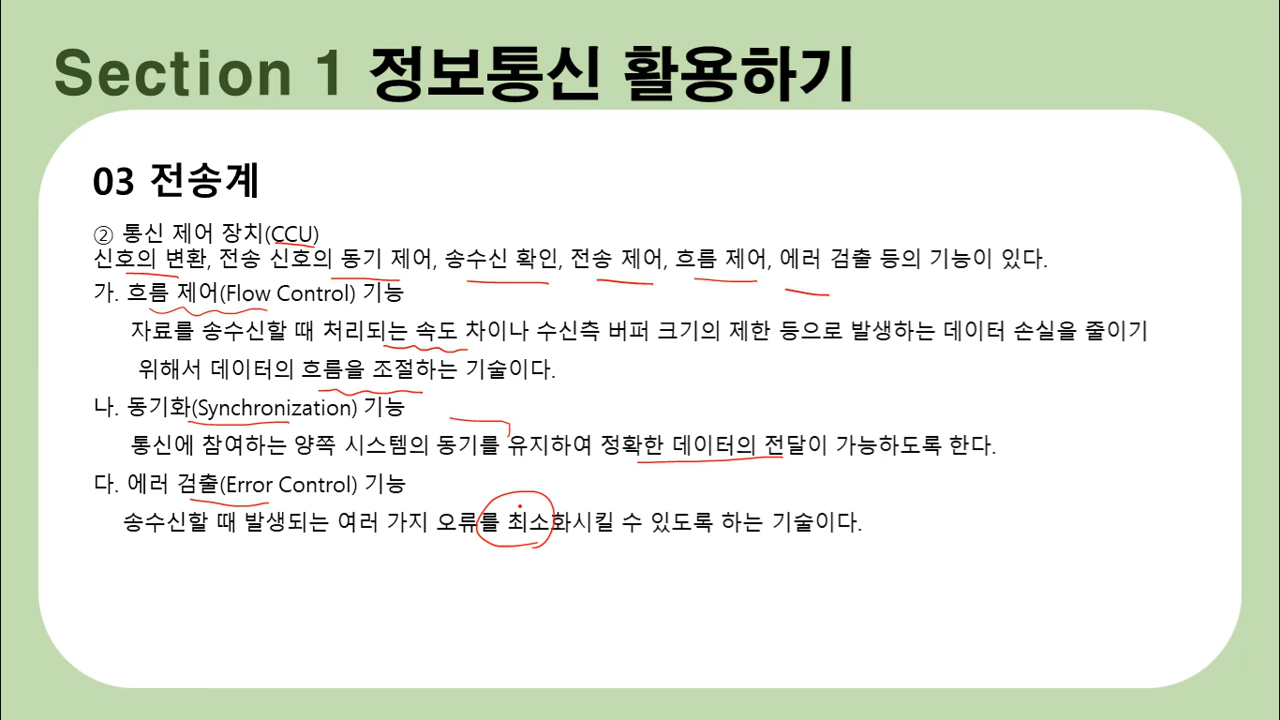 Section 1 정보통신 활용하기
03 전송계
② 통신 제어 장치(CCU)
신호의 변환, 전송 신호의 동기 제어, 송수신 확인, 전송 제어, 흐름 제어, 에러 검출 등의 기능이 있다.
가. 흐름 제어(Flow Control) 기능
자료를 송수신할 때 처리되는 속도 차이나 수신측 버퍼 크기의 제한 등으로 발생하는 데이터 손실을 줄이기
위해서 데이터의 흐름을 조절하는 기술이다.
나. 동기화(Synchronization) 기능
통신에 참여하는 양쪽 시스템의 동기를 유지하여 정확한 데이터의 전달이 가능하도록 한다.
다. 에러 검출(Error Control) 기능
송수신할 때 발생되는 여러 가지 오류를 최소화시킬 수 있도록 하는 기술이다.